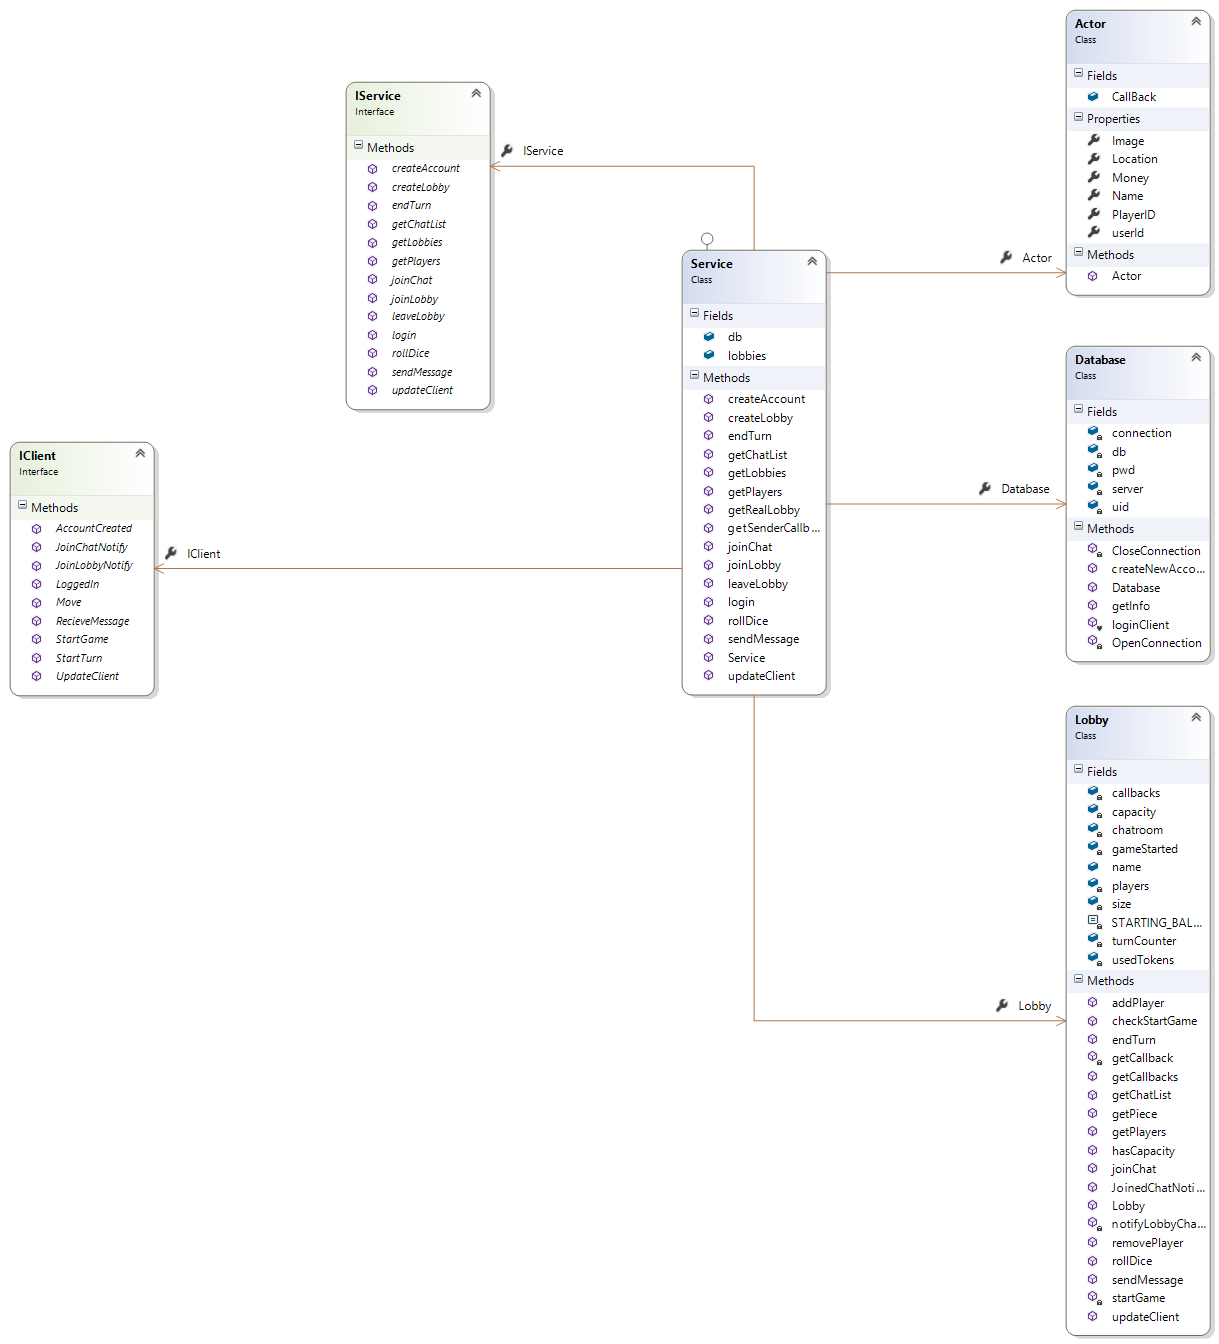 Actor
Class
Fields
CallBack
Properties
Image
Location
Money
Name
PlayerID
userId
Methods
Actor
IService
Interface
Methods
createAccount
createLobby
endTurn
getChatList
getLobbies
getPlayers
joinChat
joinLobby
leaveLobby
login
rollDice
sendMessage
updateClient
IService
Service
Class
Fields
db
lobbies
Methods
createAccount
createLobby
endTurn
getChatList
getLobbies
getPlayers
getRealLobby
getSenderCallb...
joinChat
joinLobby
leaveLobby
login
rollDice
sendMessage
Service
updateClient
Actor
Database
Class
Fields
connection
db
pwd
server
uid
Methods
CloseConnection
createNewAcco...
Database
getInfo
loginClient
OpenConnection
Database
IClient
Interface
Methods
AccountCreated
JoinChatNotify
JoinLobbyNotify
LoggedIn
Move
RecieveMessage
StartGame
StartTurn
UpdateClient
IClient
Lobby
Class
Fields
callbacks
capacity
chatroom
gameStarted
name
players
size
STARTING_BAL...
turnCounter
usedTokens
Methods
addPlayer
checkStartGame
endTurn
getCallback
getCallbacks
getChatList
getPiece
getPlayers
hasCapacity
joinChat
JoinedChatNoti...
Lobby
notifyLobbyCha...
removePlayer
rollDice
sendMessage
startGame
updateClient
Lobby